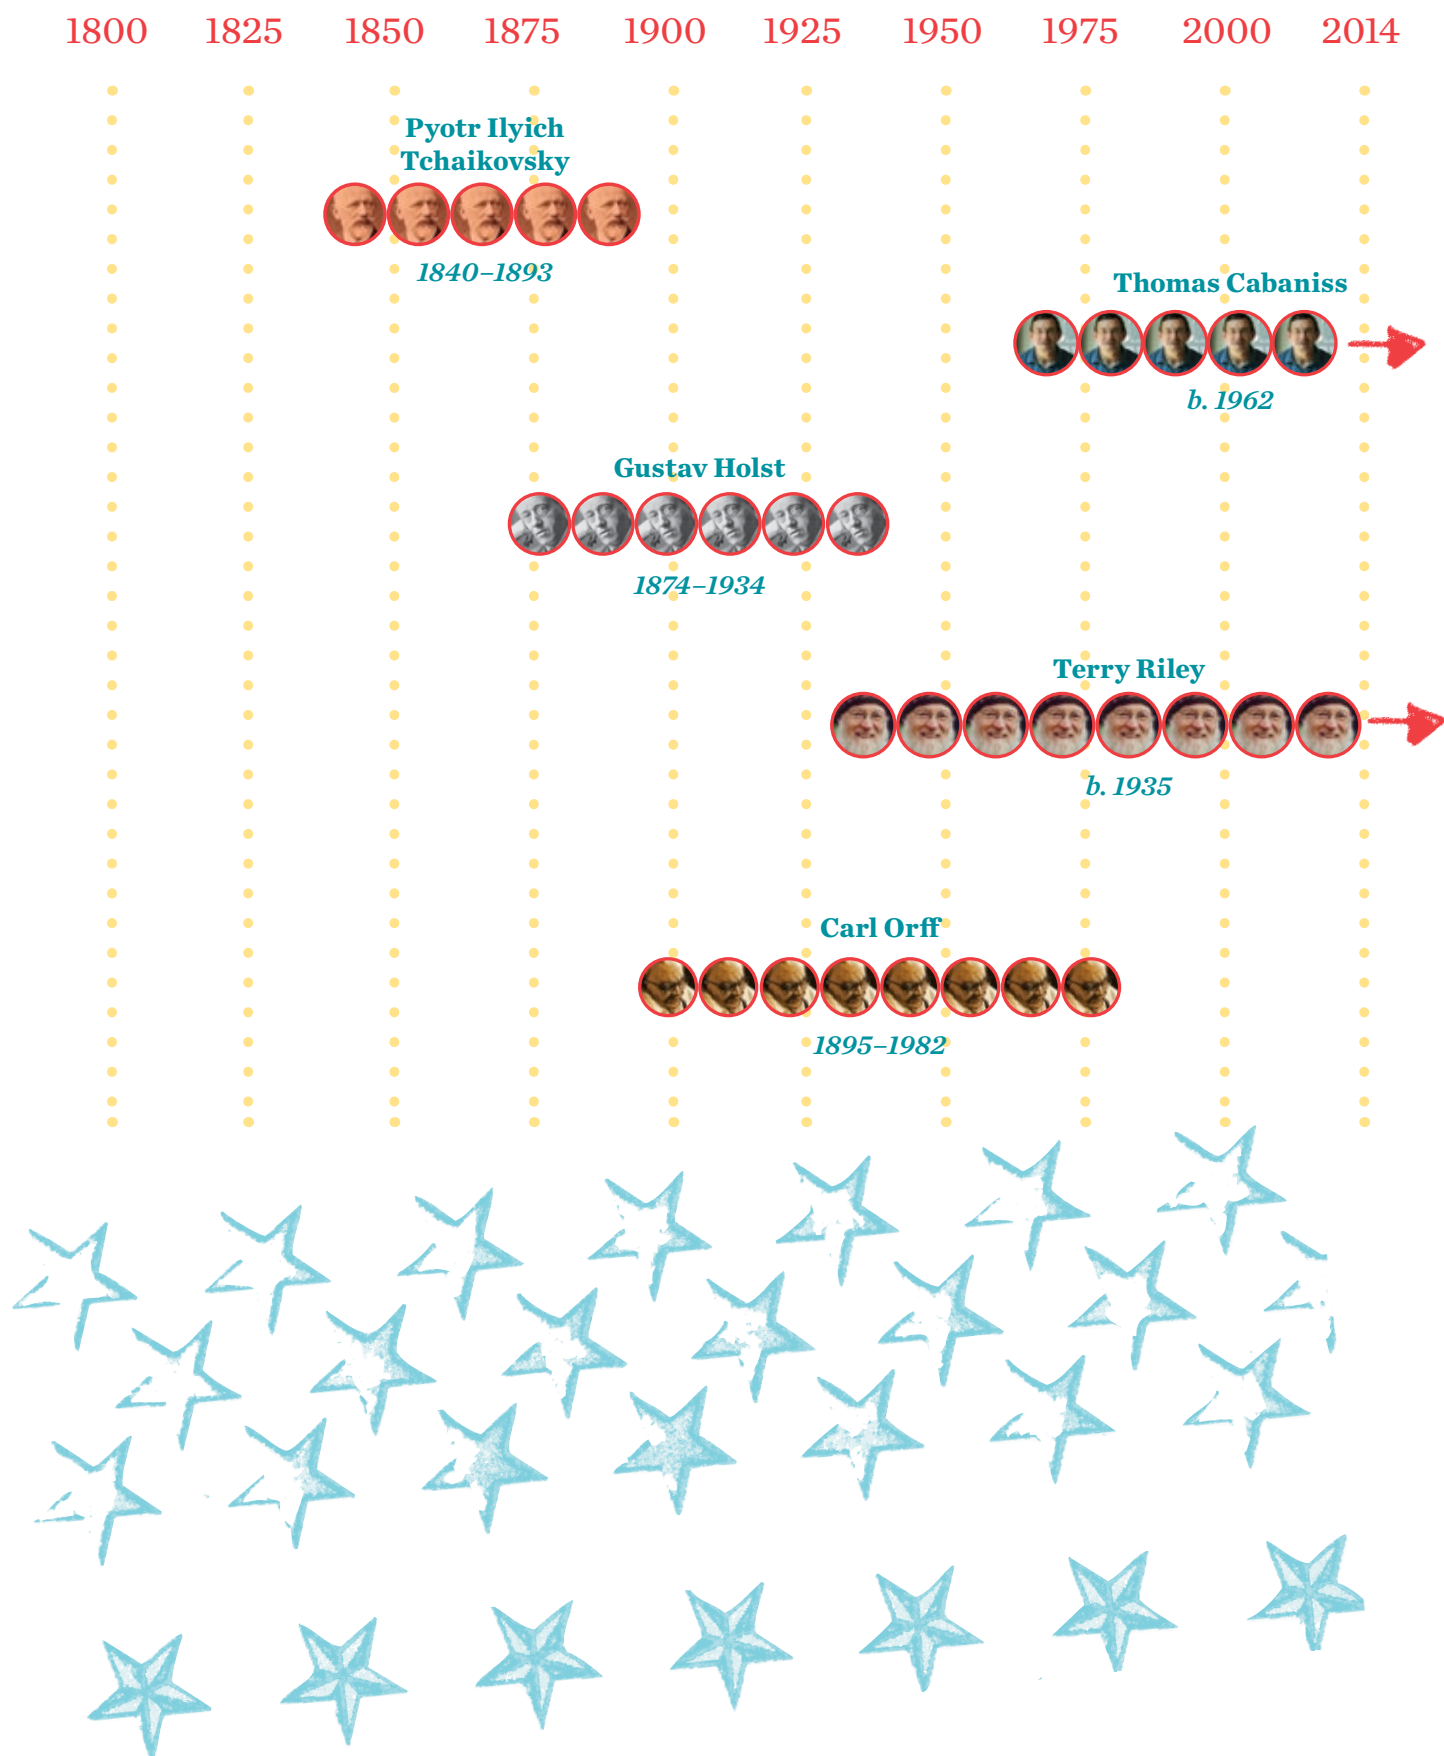 1800 1825 1850 1875 1900 1925 1950 1975 2000 2014
Pyotr Ilyich
Tchaikovsky
1840–1893
Thomas Cabaniss
b. 1962
Gustav Holst
1874–1934
Terry Riley
b. 1935
Carl Orff
1895–1982